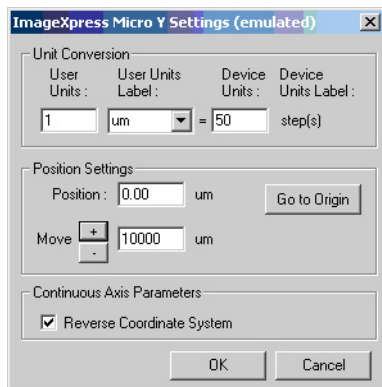 ImageXpress Micro Y Settings (emulated)
Unit Conversion
User Units : User Units Label : Device Units : Device Units Label :
1 um = 50 step(s)
Position Settings
Position : 0.00 um Go to Origin
Move + 10000 um
-
Continuous Axis Parameters
Reverse Coordinate System
OK Cancel